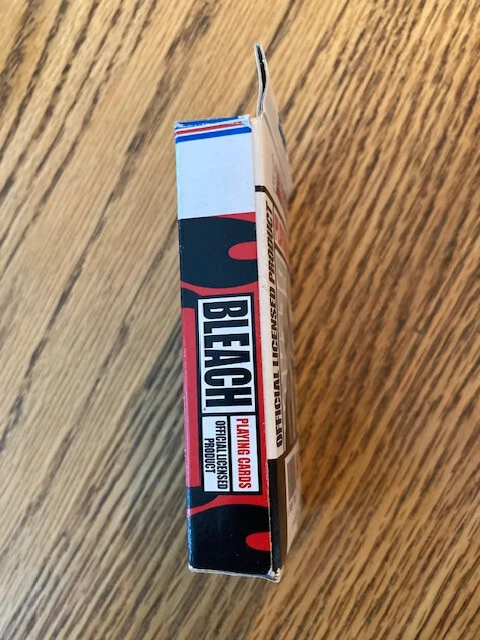 BLEACH
PLAYING CARDS
OFFICIAL LICENSED
PRODUCT
OFFICIAL LICENSED PRODUCT